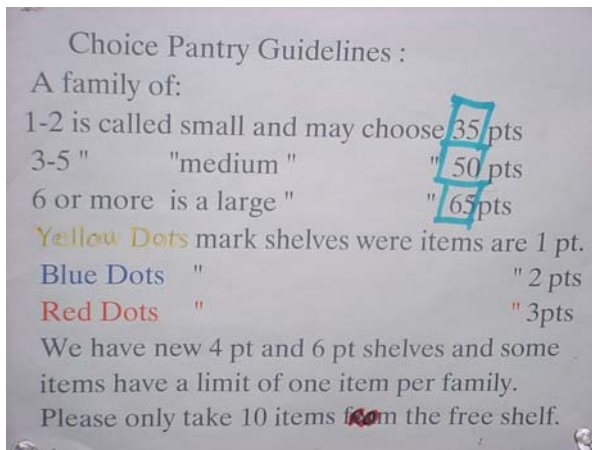 Choice Pantry Guidelines :
A family of:
1-2 is called small and may choose 35 pts
3-5 " "medium " " 50 pts
6 or more is a large " " 65pts
Yellow Dots mark shelves were items are 1 pt.
Blue Dots " " 2 pts
Red Dots " " 3pts
We have new 4 pt and 6 pt shelves and some
items have a limit of one item per family.
Please only take 10 items from the free shelf.